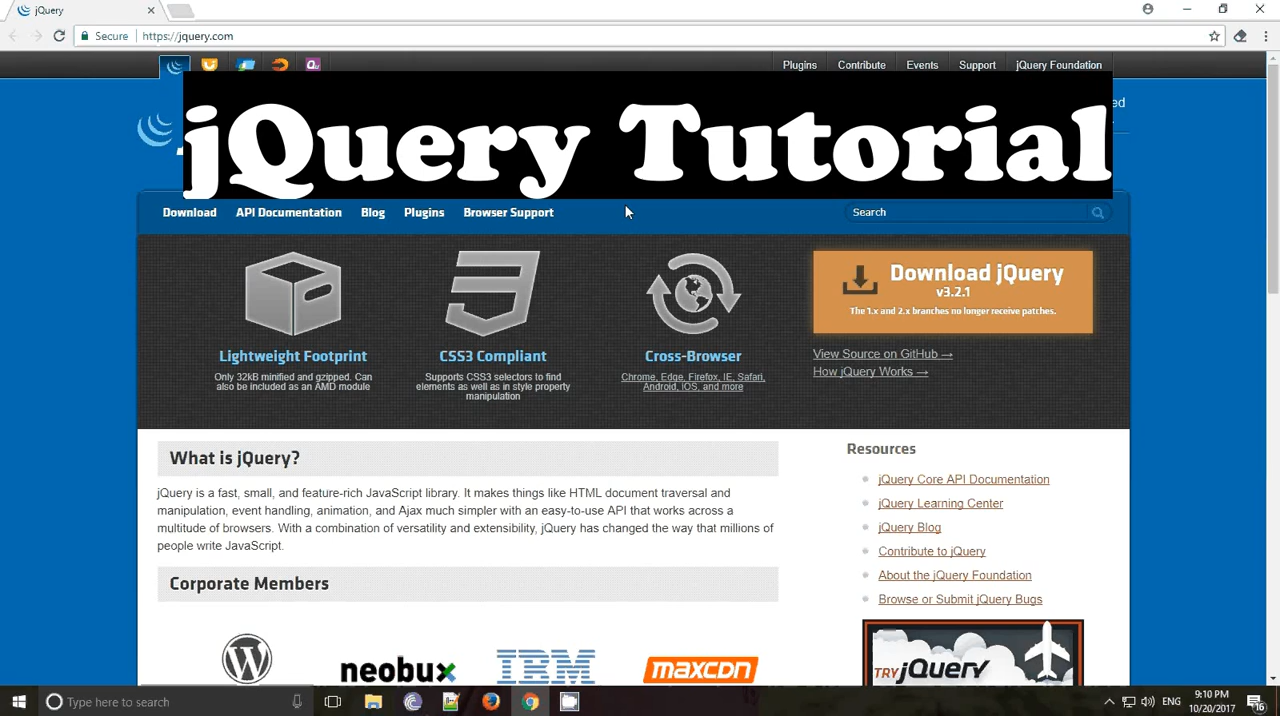 jQuery
Secure
https://jquery.com
Plugins
Contribute
Events
Support
jQuery Foundation
jQuery Tutorial
Download
API Documentation
Blog
Plugins
Browser Support
Search
Lightweight Footprint
Only 32kB minified and gzipped. Can
also be included as an AMD module
CSS3 Compliant
Supports CSS3 selectors to find
elements as well as in style property
manipulation
Cross-Browser
Chrome, Edge, Firefox, IE, Safari,
Android, iOS, and more
Download jQuery
v3.2.1
The 1.x and 2.x branches no longer receive patches.
View Source on GitHub →
How jQuery Works →
What is jQuery?
jQuery is a fast, small, and feature-rich JavaScript library. It makes things like HTML document traversal and
manipulation, event handling, animation, and Ajax much simpler with an easy-to-use API that works across a
multitude of browsers. With a combination of versatility and extensibility, jQuery has changed the way that millions of
people write JavaScript.
Corporate Members
neobux
IBM
maxcdn
Resources
jQuery Core API Documentation
jQuery Learning Center
jQuery Blog
Contribute to jQuery
About the jQuery Foundation
Browse or Submit jQuery Bugs
TRY jQuery
Type here to search
ENG
9:10 PM
10/20/2017